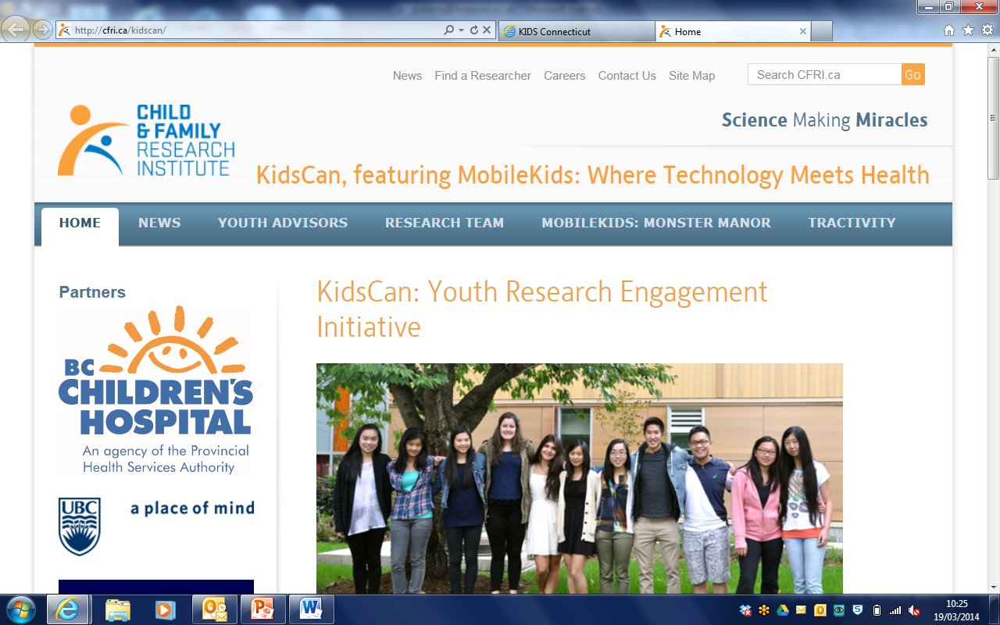 http://cfri.ca/kidscan/
KIDS Connecticut
Home
News Find a Researcher Careers Contact Us Site Map
Search CFRI.ca
Go
CHILD
& FAMILY
RESEARCH
INSTITUTE
Science Making Miracles
KidsCan, featuring MobileKids: Where Technology Meets Health
HOME NEWS YOUTH ADVISORS RESEARCH TEAM MOBILEKIDS: MONSTER MANOR TRACTIVITY
Partners
BC
CHILDREN'S
HOSPITAL
An agency of the Provincial
Health Services Authority
UBC
a place of mind
KidsCan: Youth Research Engagement
Initiative
10:25
19/03/2014